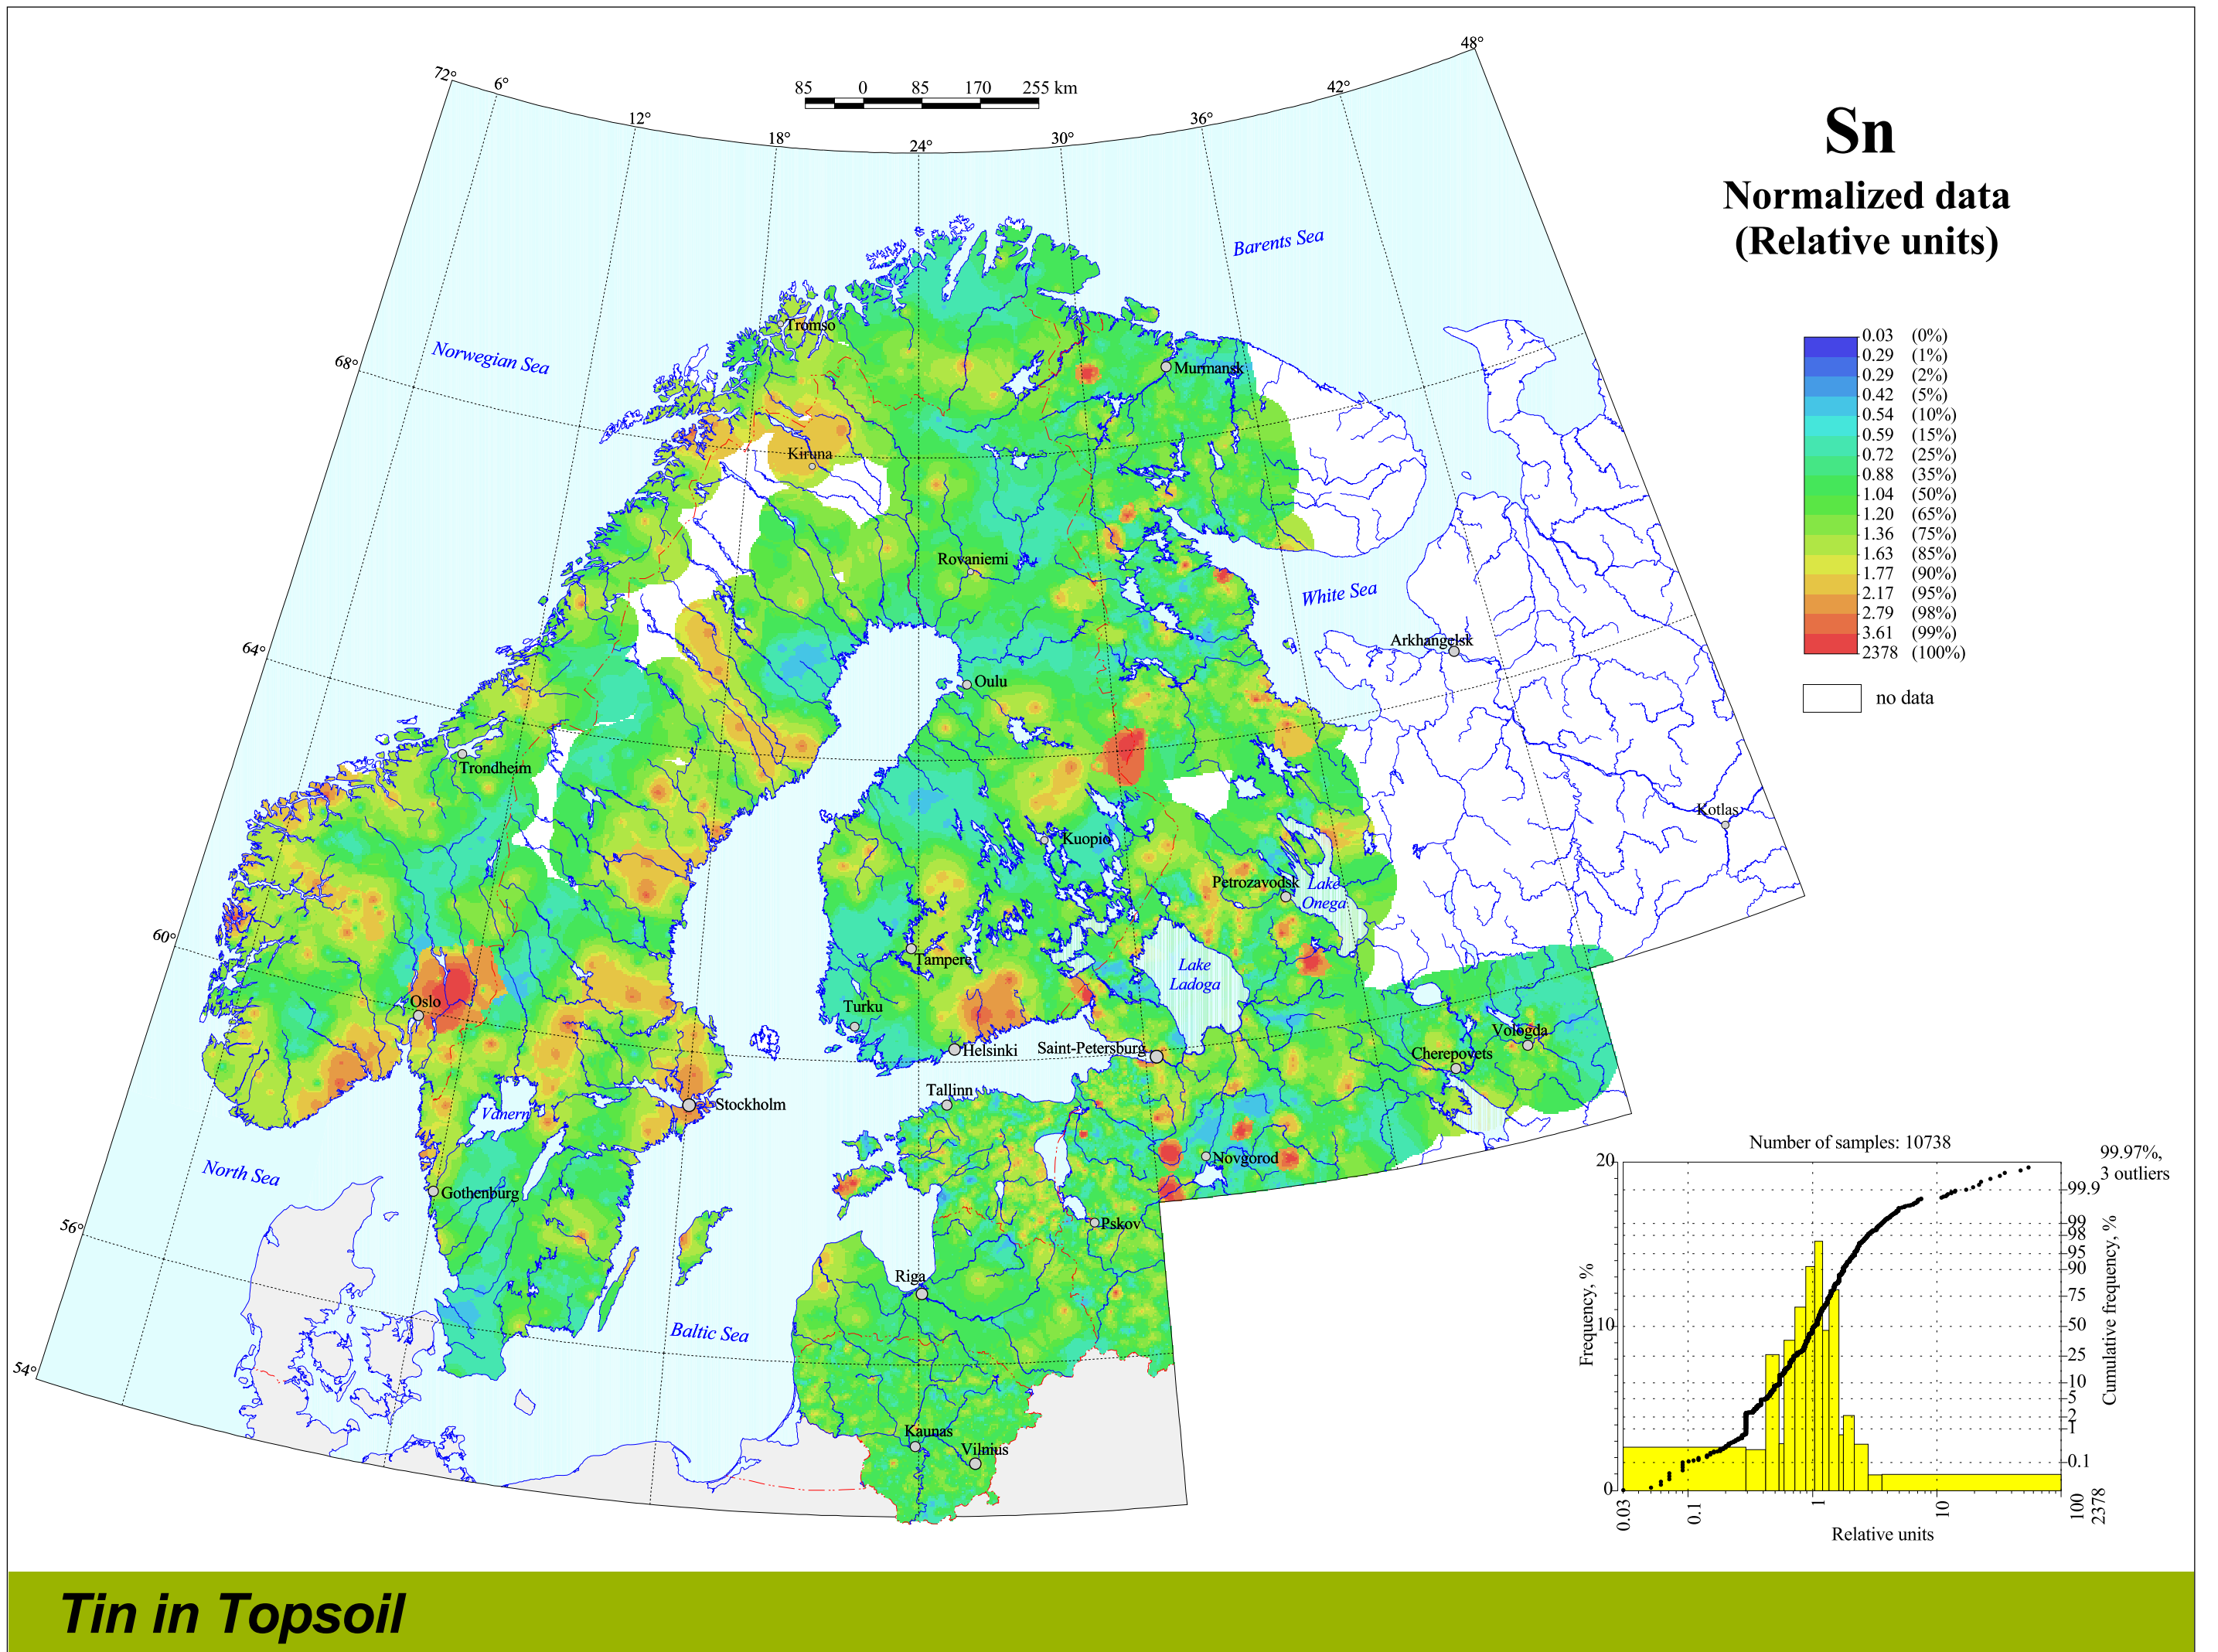 48°
72°
6°
42°
85 0 85 170 255 km
12°
36°
18°
30°
24°
Sn
Normalized data
(Relative units)
Barents Sea
Tromso
Norwegian Sea
68°
Murmansk
0.03 (0%)
0.29 (1%)
0.29 (2%)
0.42 (5%)
0.54 (10%)
0.59 (15%)
0.72 (25%)
0.88 (35%)
1.04 (50%)
1.20 (65%)
1.36 (75%)
1.63 (85%)
1.77 (90%)
2.17 (95%)
2.79 (98%)
3.61 (99%)
2378 (100%)
no data
Kiruna
Rovaniemi
White Sea
Arkhangelsk
64°
Oulu
Trondheim
Kotlas
Kuopio
Petrozavodsk
Lake
Onega
60°
Tampere
Lake
Ladoga
Oslo
Turku
Vologda
Helsinki
Saint-Petersburg
Cherepovets
Tallinn
Stockholm
Vanern
Novgorod
North Sea
Gothenburg
Pskov
56°
Riga
Baltic Sea
54°
Kaunas
Vilnius
Number of samples: 10738
99.97%,
3 outliers
20
10
0
Frequency, %
99.9
99
98
95
90
75
50
25
10
5
2
1
0.1
Cumulative frequency, %
0.03
0.1
1
10
100
2378
Relative units
Tin in Topsoil